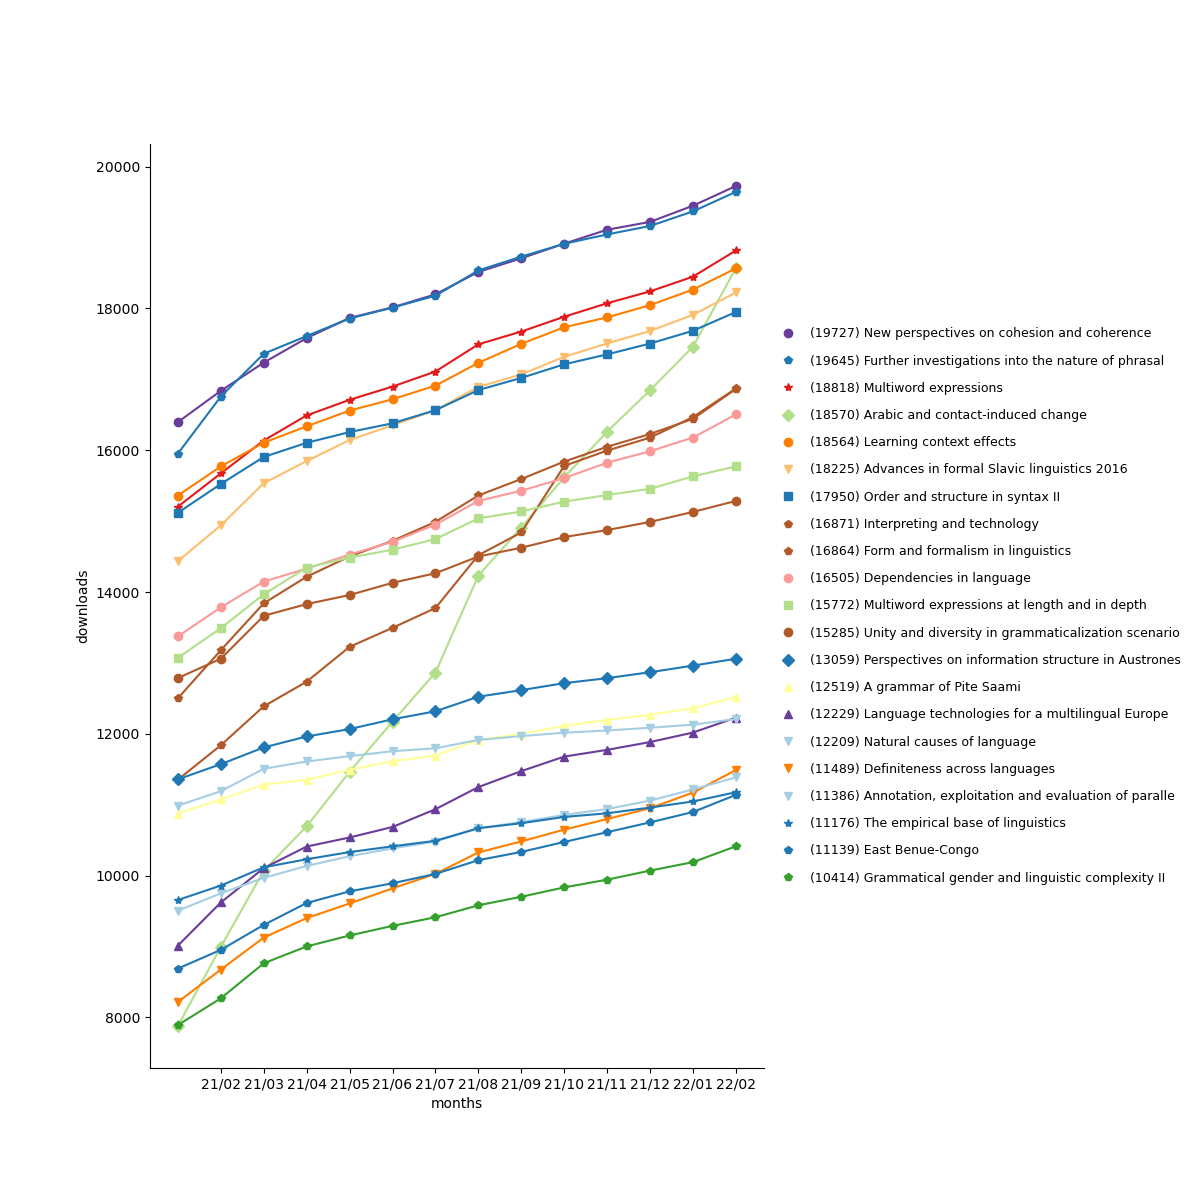 20000
18000
16000
14000
12000
10000
8000
downloads
21/02 21/03 21/04 21/05 21/06 21/07 21/08 21/09 21/10 21/11 21/12 22/01 22/02
months
(19727) New perspectives on cohesion and coherence
(19645) Further investigations into the nature of phrasal
(18818) Multiword expressions
(18570) Arabic and contact-induced change
(18564) Learning context effects
(18225) Advances in formal Slavic linguistics 2016
(17950) Order and structure in syntax II
(16871) Interpreting and technology
(16864) Form and formalism in linguistics
(16505) Dependencies in language
(15772) Multiword expressions at length and in depth
(15285) Unity and diversity in grammaticalization scenario
(13059) Perspectives on information structure in Austrones
(12519) A grammar of Pite Saami
(12229) Language technologies for a multilingual Europe
(12209) Natural causes of language
(11489) Definiteness across languages
(11386) Annotation, exploitation and evaluation of paralle
(11176) The empirical base of linguistics
(11139) East Benue-Congo
(10414) Grammatical gender and linguistic complexity II